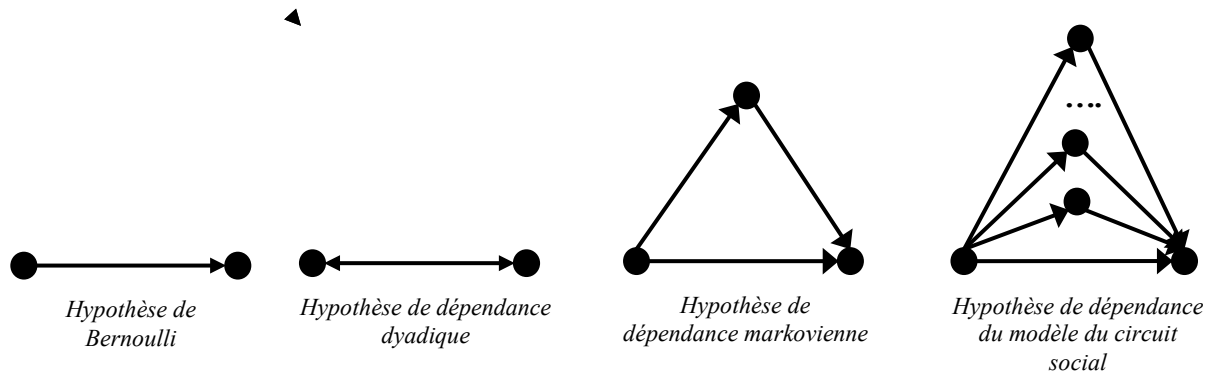 Hypothèse de
Bernoulli
Hypothèse de dépendance
dyadique
Hypothèse de
dépendance markovienne
Hypothèse de dépendance
du modèle du circuit
social